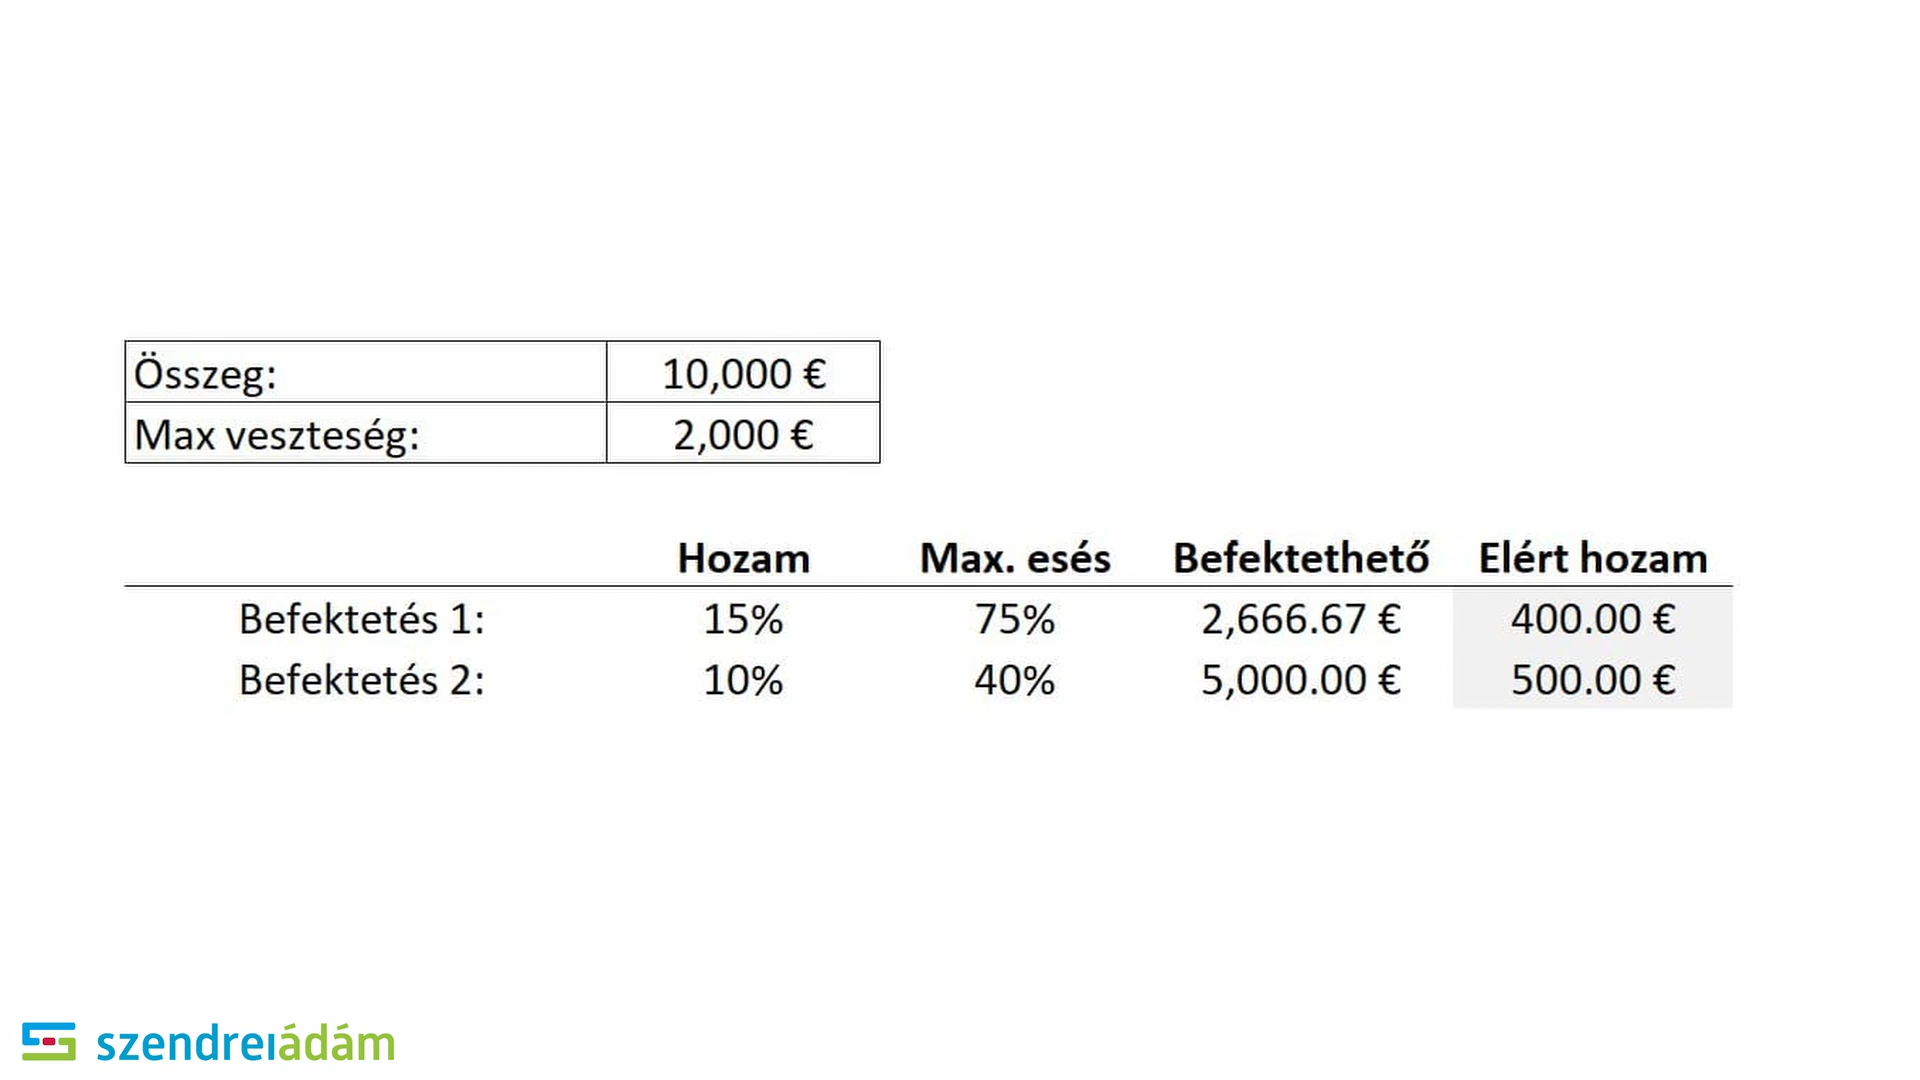 Összeg: 10,000 €
Max veszteség: 2,000 €
Hozam Max. esés Befektethető Elért hozam
Befektetés 1: 15% 75% 2,666.67 € 400.00 €
Befektetés 2: 10% 40% 5,000.00 € 500.00 €
szendreiádám